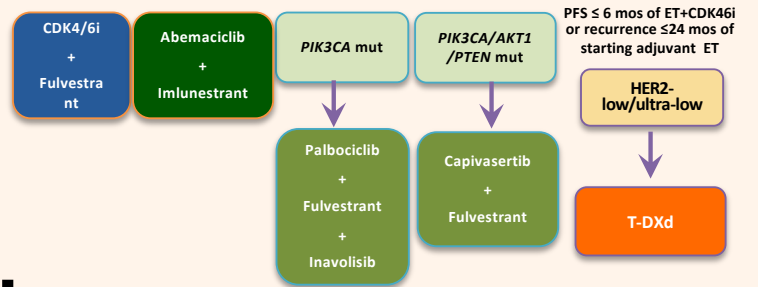 CDK4/6i
+
Fulvestra
nt
Abemaciclib
+
Imlunestrant
PIK3CA mut
Palbociclib
+
Fulvestrant
+
Inavolisib
PIK3CA/AKT1
/PTEN mut
Capivasertib
+
Fulvestrant
PFS ≤ 6 mos of ET+CDK46i
or recurrence ≤24 mos of
starting adjuvant ET
HER2-
low/ultra-low
T-DXd